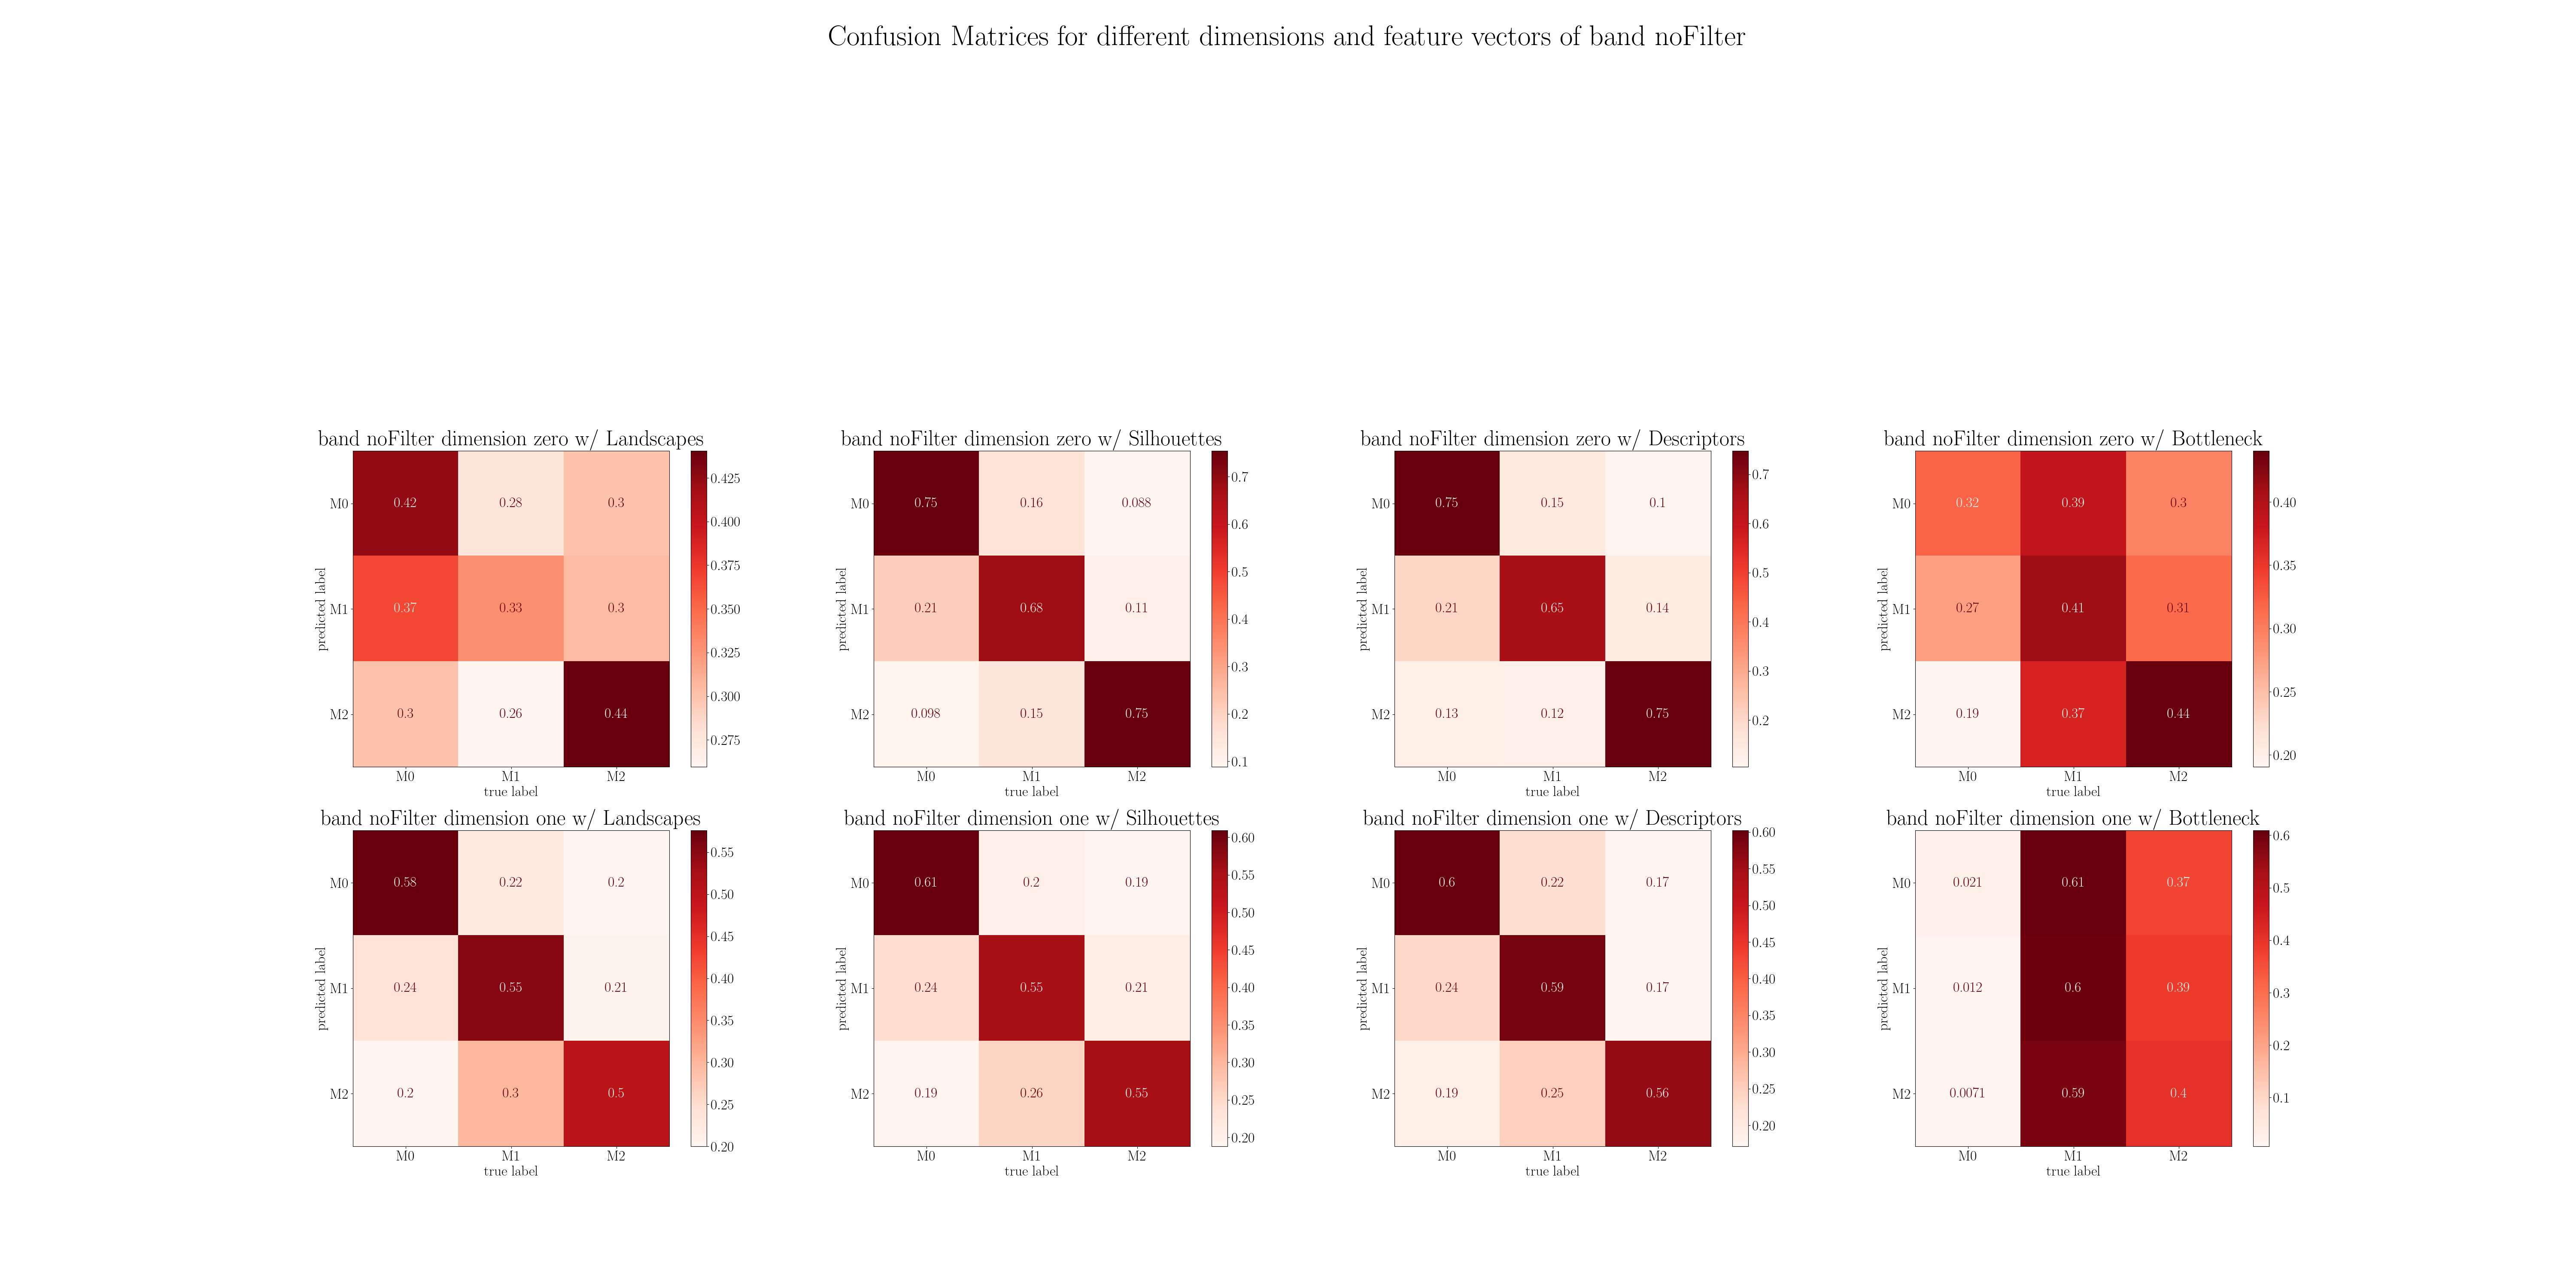 Confusion Matrices for different dimensions and feature vectors of band noFilter
band noFilter dimension zero w/ Landscapes
predicted label
M0
M1
M2
0.42 0.28 0.3
0.37 0.33 0.3
0.3 0.26 0.44
M0 M1 M2
true label
0.425
0.400
0.375
0.350
0.325
0.300
0.275
band noFilter dimension zero w/ Silhouettes
predicted label
M0
M1
M2
0.75 0.16 0.088
0.21 0.68 0.11
0.098 0.15 0.75
M0 M1 M2
true label
0.7
0.6
0.5
0.4
0.3
0.2
0.1
band noFilter dimension zero w/ Descriptors
predicted label
M0
M1
M2
0.75 0.15 0.1
0.21 0.65 0.14
0.13 0.12 0.75
M0 M1 M2
true label
0.7
0.6
0.5
0.4
0.3
0.2
band noFilter dimension zero w/ Bottleneck
predicted label
M0
M1
M2
0.32 0.39 0.3
0.27 0.41 0.31
0.19 0.37 0.44
M0 M1 M2
true label
0.40
0.35
0.30
0.25
0.20
band noFilter dimension one w/ Landscapes
predicted label
M0
M1
M2
0.58 0.22 0.2
0.24 0.55 0.21
0.2 0.3 0.5
M0 M1 M2
true label
0.55
0.50
0.45
0.40
0.35
0.30
0.25
0.20
band noFilter dimension one w/ Silhouettes
predicted label
M0
M1
M2
0.61 0.2 0.19
0.24 0.55 0.21
0.19 0.26 0.55
M0 M1 M2
true label
0.60
0.55
0.50
0.45
0.40
0.35
0.30
0.25
0.20
band noFilter dimension one w/ Descriptors
predicted label
M0
M1
M2
0.6 0.22 0.17
0.24 0.59 0.17
0.19 0.25 0.56
M0 M1 M2
true label
0.60
0.55
0.50
0.45
0.40
0.35
0.30
0.25
0.20
band noFilter dimension one w/ Bottleneck
predicted label
M0
M1
M2
0.021 0.61 0.37
0.012 0.6 0.39
0.0071 0.59 0.4
M0 M1 M2
true label
0.6
0.5
0.4
0.3
0.2
0.1